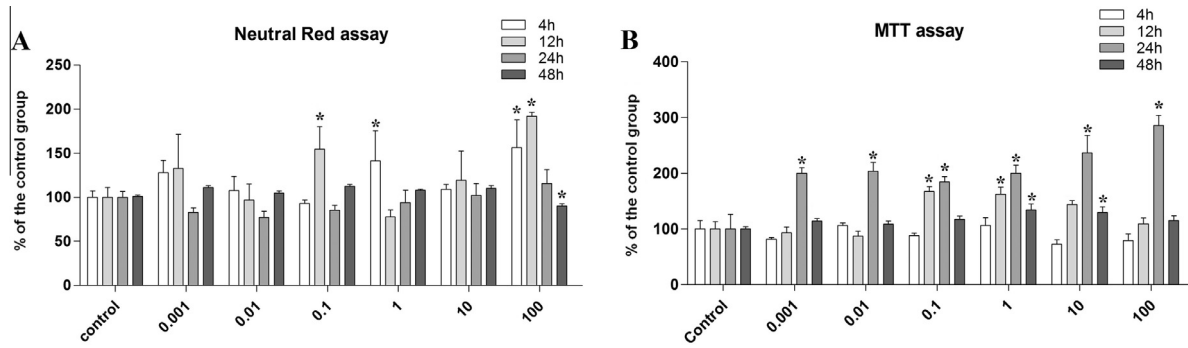 A
Neutral Red assay
4h
12h
24h
48h
% of the control group
250
200
150
100
50
0
* * * * *
control 0.001 0.01 0.1 1 10 100
B
MTT assay
4h
12h
24h
48h
% of the control group
400
300
200
100
0
* * * * * * * * * *
Control 0.001 0.01 0.1 1 10 100